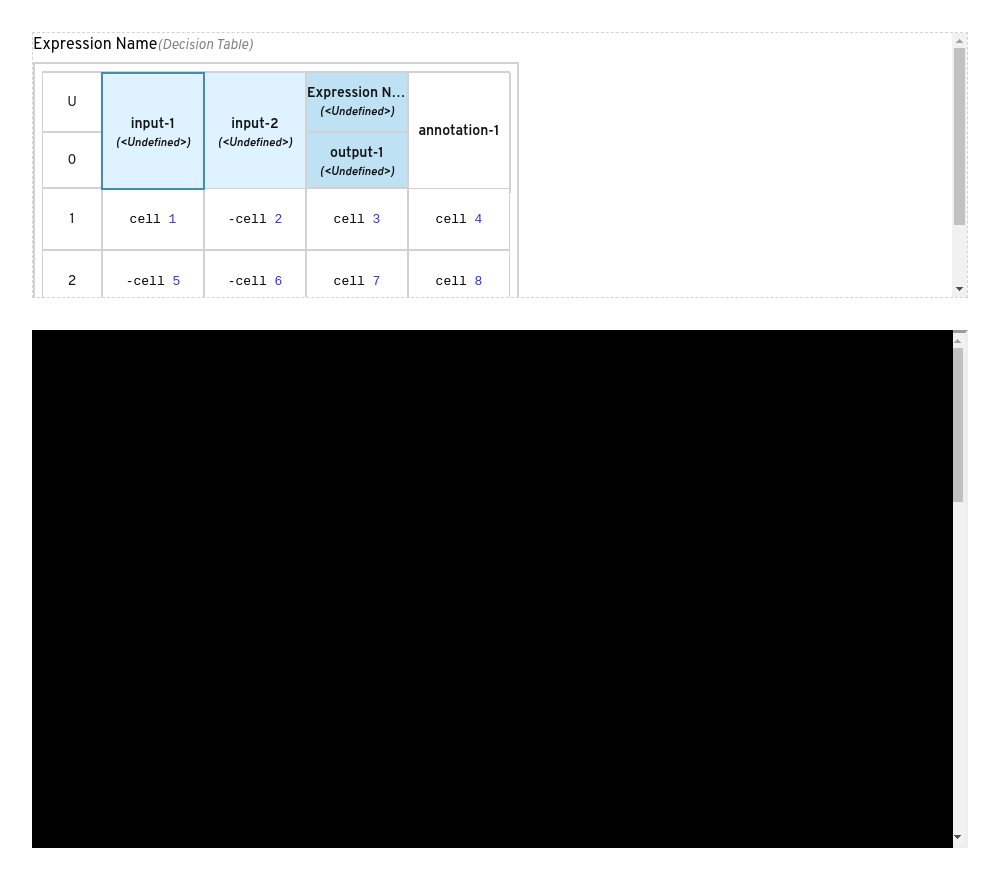 Expression Name(Decision Table)
U
input-1
(<Undefined>)
input-2
(<Undefined>)
Expression N...
(<Undefined>)
annotation-1
0
output-1
(<Undefined>)
1 cell 1 -cell 2 cell 3 cell 4
2 -cell 5 -cell 6 cell 7 cell 8